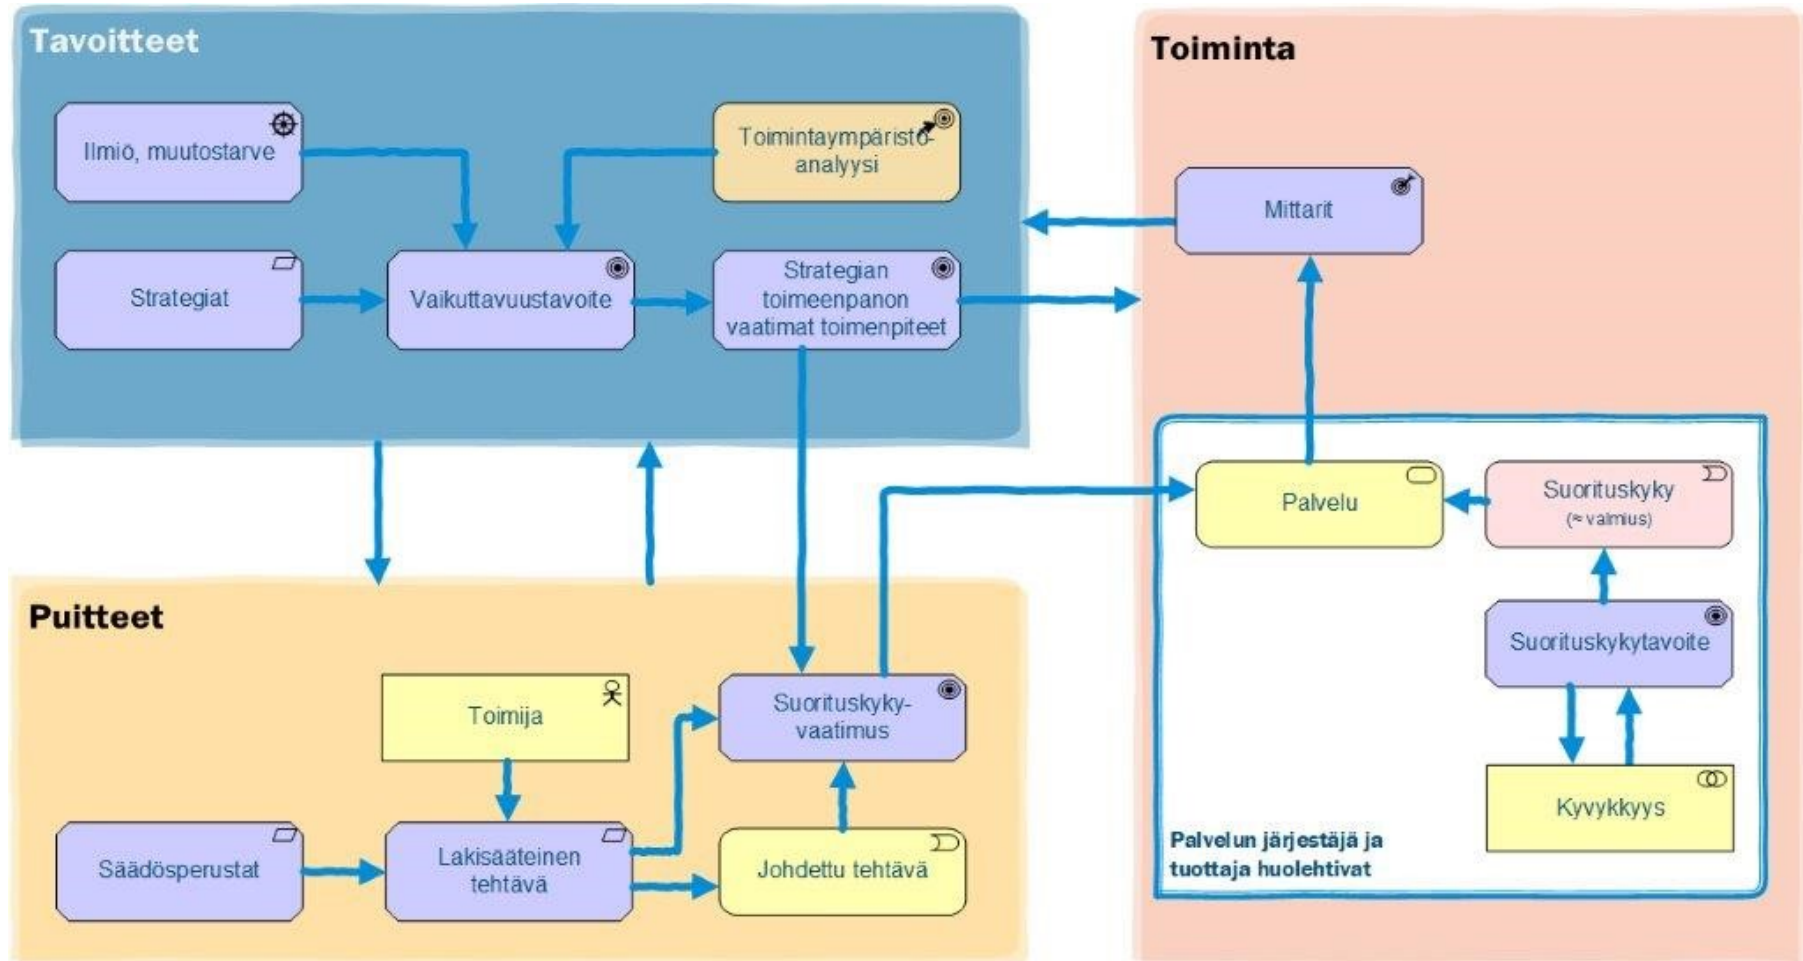 Tavoitteet
Ilmiö, muutostarve
Toimintaympäristö-
analyysi
Strategiat
Vaikuttavuustavoite
Strategian
toimeenpanon
vaatimat toimenpiteet
Toiminta
Mittarit
Palvelu
Suorituskyky
(≈ valmius)
Suorituskykytavoite
Kyvykkyys
Palvelun järjestäjä ja
tuottaja huolehtivat
Puitteet
Toimija
Suorituskyky-
vaatimus
Säädösperustat
Lakisääteinen
tehtävä
Johdettu tehtävä